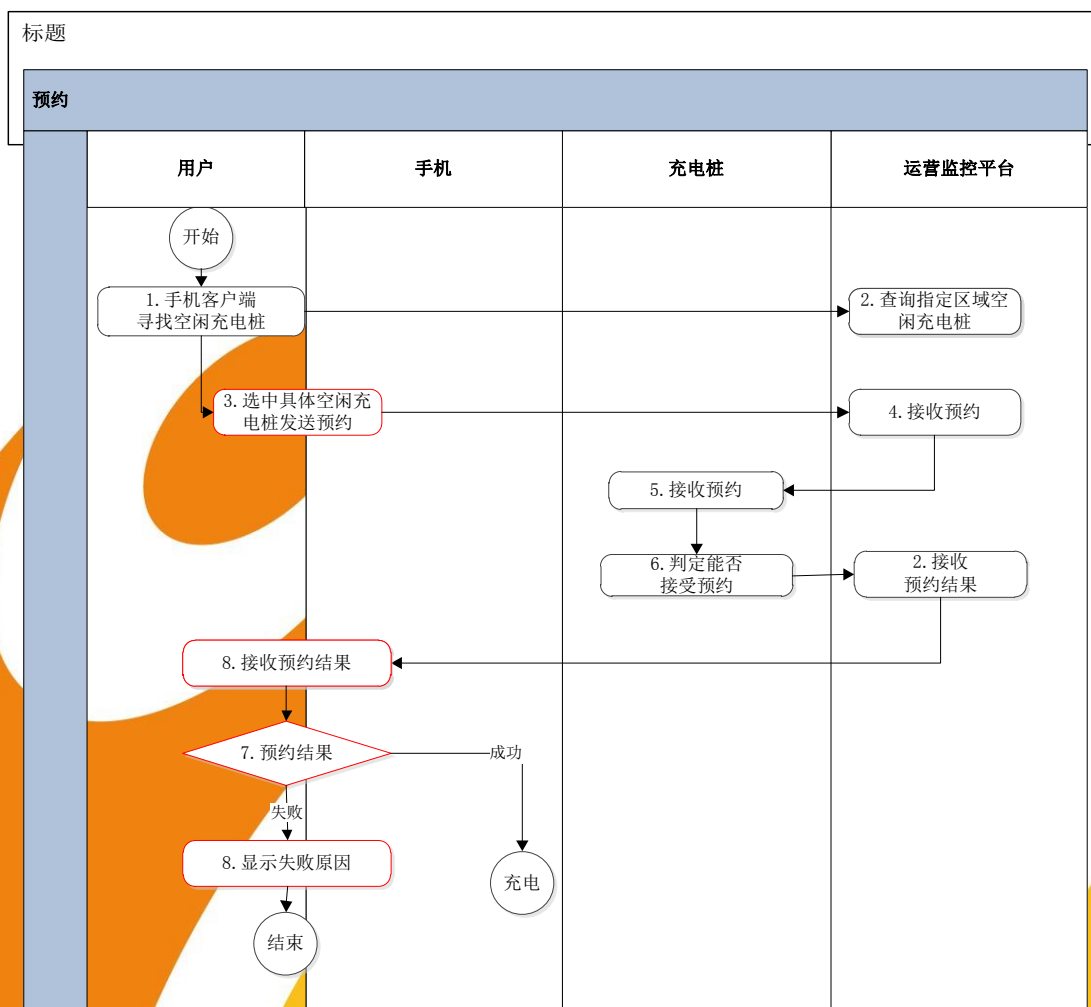 标题
预约
用户
手机
充电桩
运营监控平台
开始
1.手机客户端
寻找空闲充电桩
2.查询指定区域空
闲充电桩
3.选中具体空闲充
电桩发送预约
4.接收预约
5.接收预约
6.判定能否
接受预约
2.接收
预约结果
8.接收预约结果
7.预约结果
成功
失败
8.显示失败原因
充电
结束